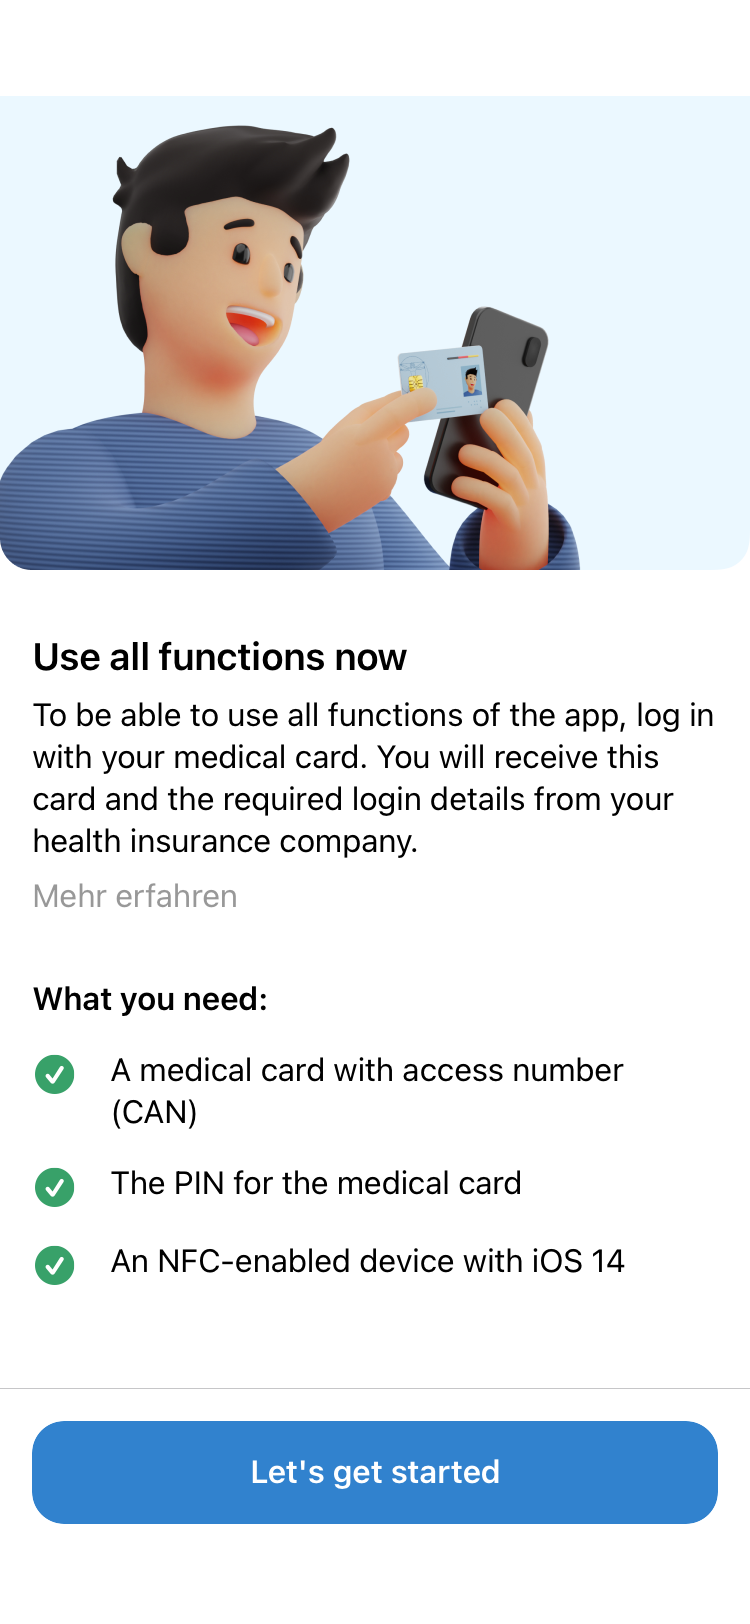 Use all functions now
To be able to use all functions of the app, log in
with your medical card. You will receive this
card and the required login details from your
health insurance company.
Mehr erfahren
What you need:
A medical card with access number
(CAN)
The PIN for the medical card
An NFC-enabled device with iOS 14
Let's get started